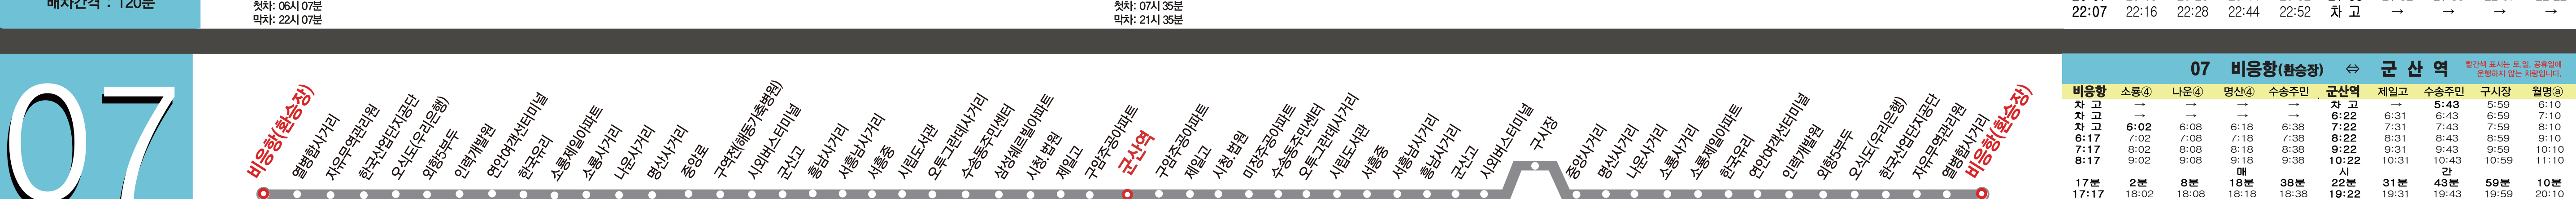 배차간격 : 120분
첫차: 06시 07분
막차: 22시 07분
첫차: 07시 35분
막차: 21시 35분
22:07 22:16 22:28 22:44 22:52 차 고 → → → →
07
비응항(환승장)
열병합사거리
자유무역관리원
한국산업단지공단
오식도(우리은행)
외항5부두
인력개발원
연안여객선터미널
한국유리
소룡제일아파트
소룡사거리
나운사거리
명산사거리
중앙로
구역전(해동가축병원)
시외버스터미널
군산고
흥남사거리
서흥남사거리
서흥중
시립도서관
오투그란데사거리
수송동주민센터
삼성쉐르빌아파트
시청.법원
제일고
구암주공아파트
군산역
구암주공아파트
제일고
시청.법원
미장주공아파트
수송동주민센터
오투그란데사거리
시립도서관
서흥중
서흥남사거리
흥남사거리
군산고
시외버스터미널
구시장
중앙사거리
명산사거리
나운사거리
소룡사거리
소룡제일아파트
한국유리
연안여객선터미널
인력개발원
외항5부두
오식도(우리은행)
한국산업단지공단
자유무역관리원
열병합사거리
비응항(환승장)
07 비응항(환승장) ⇔ 군 산 역
빨간색 표시는 토,일, 공휴일에
운행하지 않는 차량입니다.
비응항 소룡④ 나운④ 명산④ 수송주민 군산역 제일고 수송주민 구시장 월명ⓐ
차 고 → → → → 차 고 → 5:43 5:59 6:10
차 고 → → → → 6:22 6:31 6:43 6:59 7:10
차 고 6:02 6:08 6:18 6:38 7:22 7:31 7:43 7:59 8:10
6:17 7:02 7:08 7:18 7:38 8:22 8:31 8:43 8:59 9:10
7:17 8:02 8:08 8:18 8:38 9:22 9:31 9:43 9:59 10:10
8:17 9:02 9:08 9:18 9:38 10:22 10:31 10:43 10:59 11:10
매 시 간
17분 2분 8분 18분 38분 22분 31분 43분 59분 10분
17:17 18:02 18:08 18:18 18:38 19:22 19:31 19:43 19:59 20:10